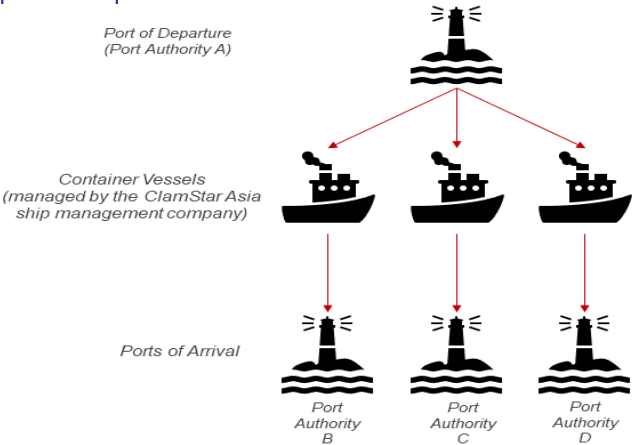 Port of Departure
(Port Authority A)
Container Vessels
(managed by the ClamStar Asia
ship management company)
Ports of Arrival
Port
Authority
B
Port
Authority
C
Port
Authority
D